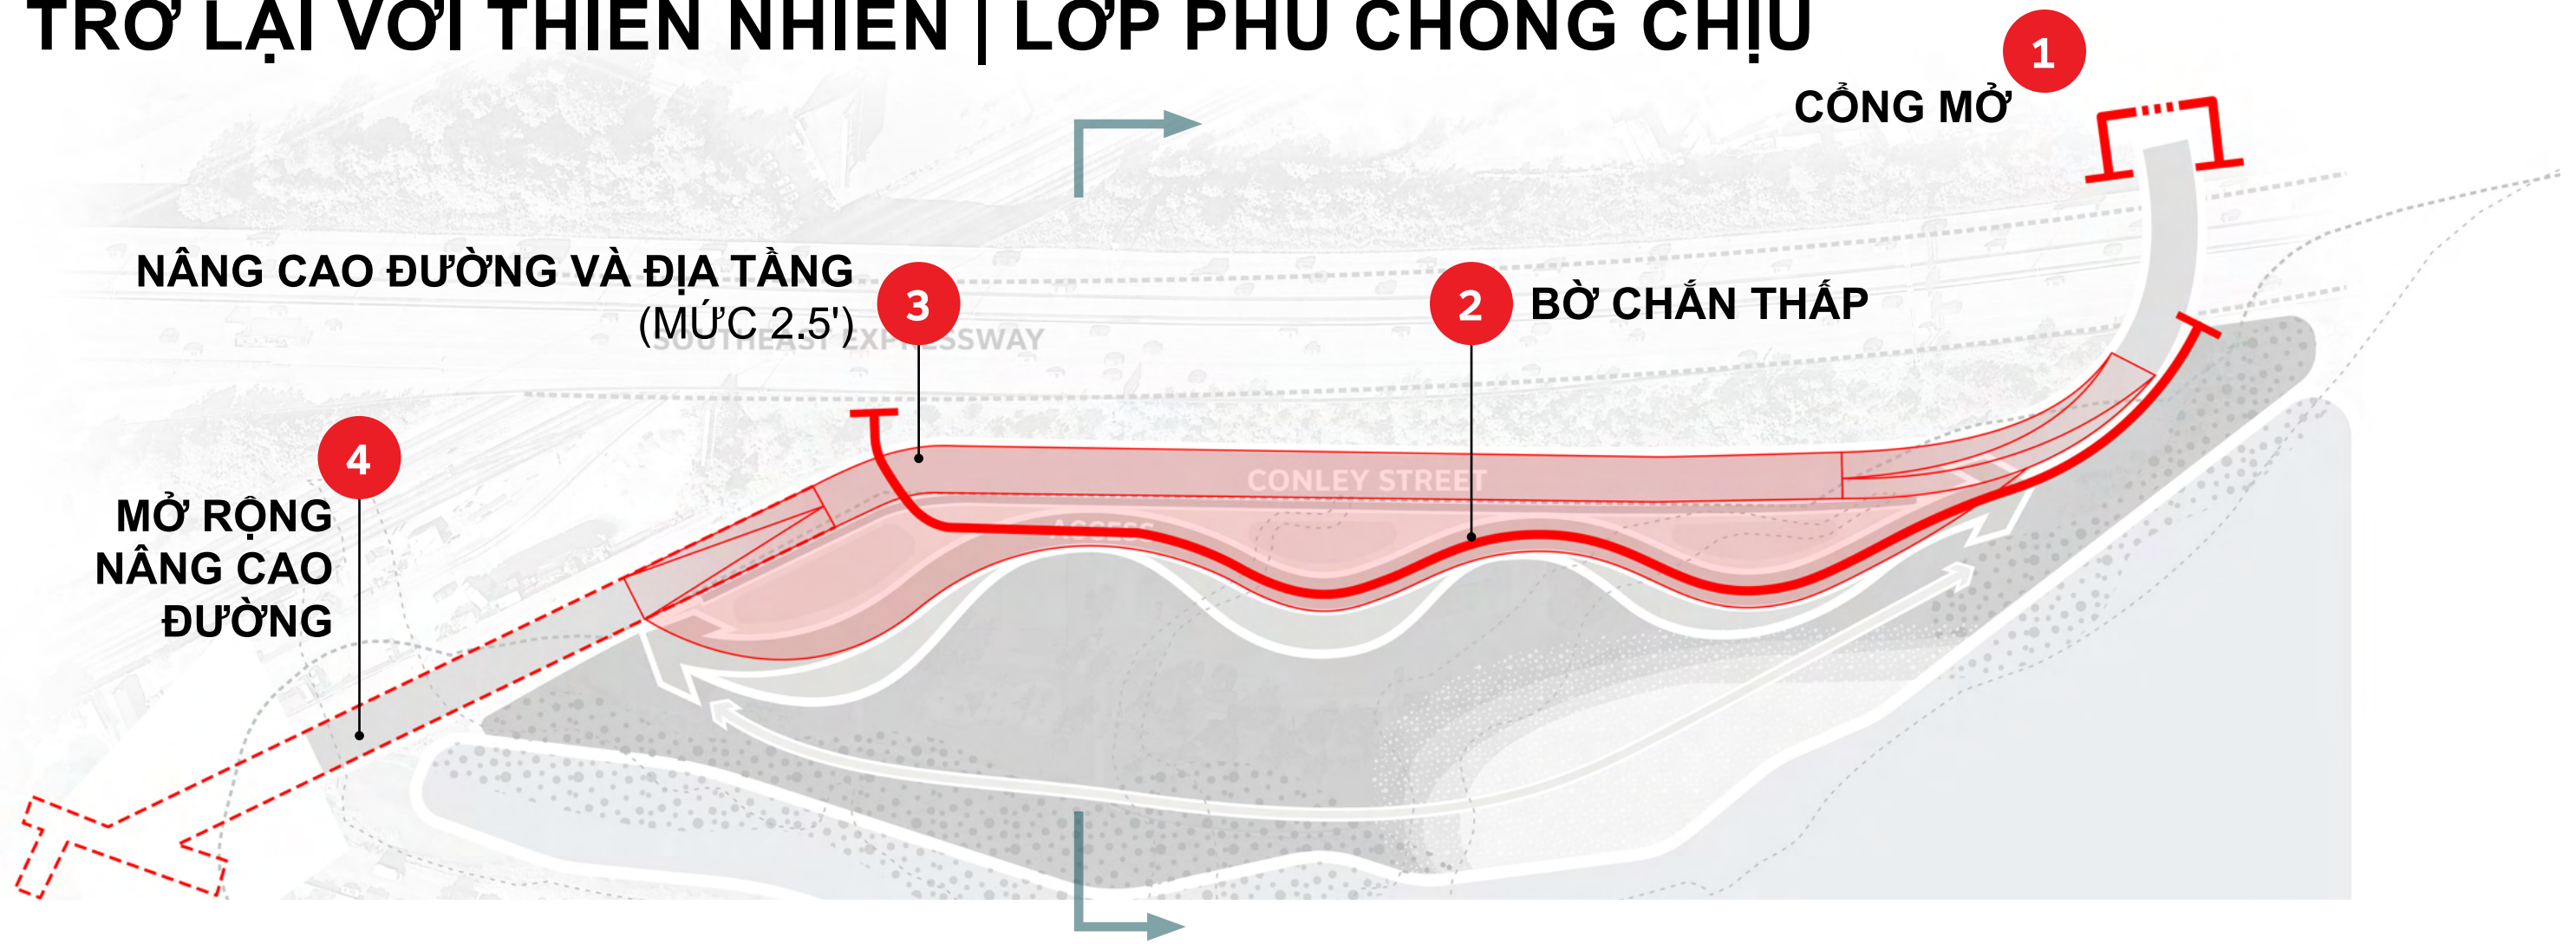 TRỞ LẠI VỚI THIÊN NHIÊN | LỚP PHỦ CHỐNG CHỊU
1
CỔNG MỞ
NÂNG CAO ĐƯỜNG VÀ ĐỊA TẦNG
(MỨC 2.5')
3
2
BỜ CHẮN THẤP
SOUTHEAST EXPRESSWAY
4
MỞ RỘNG
NÂNG CAO
ĐƯỜNG
CONLEY STREET
ACCESS